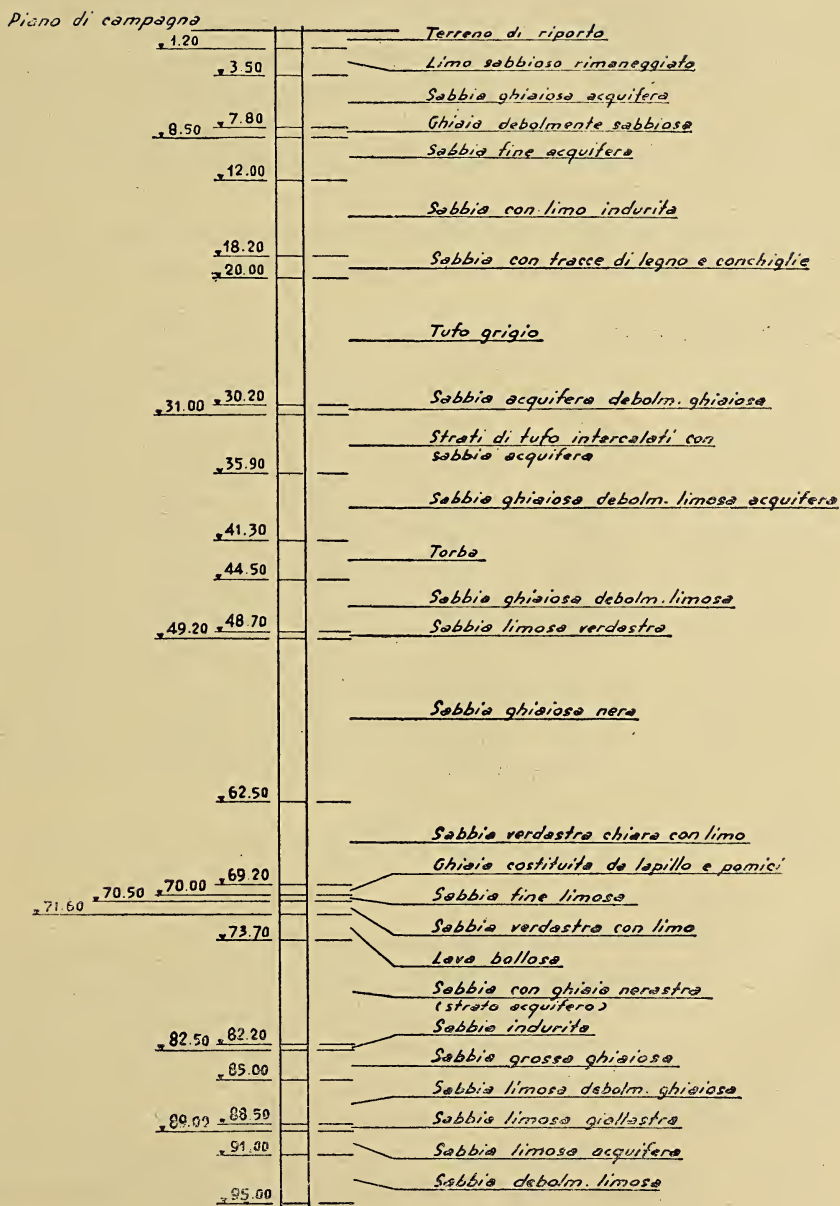 Piano di campagna
Terreno di riporto
1.20
Limo sabbioso rimaneggiato
3.50
Sabbia ghiaiosa acquifera
7.80
Ghiaia debolmente sabbiosa
8.50
Sabbia fine acquifera
12.00
Sabbia con limo indurita
18.20
Sabbia con tracce di legno e conchiglie
20.00
Tufo grigio
30.20
Sabbia acquifera debolm. ghiaiosa
31.00
Strati di tufo intercalati con
sabbia acquifera
35.90
Sabbia ghiaiosa debolm. limosa acquifera
41.30
Torba
44.50
Sabbia ghiaiosa debolm. limosa
48.70
Sabbia limosa verdastra
49.20
Sabbia ghiaiosa nera
62.50
Sabbia verdastra chiara con limo
69.20
Ghiaia costituita da lapillo e pomici
70.00
Sabbia fine limosa
70.50
Sabbia verdastra con limo
71.60
Lava bollosa
73.70
Sabbia con ghiaia nerastra
(strato acquifero)
82.20
Sabbia indurita
82.50
Sabbia grossa ghiaiosa
85.00
Sabbia limosa debolm. ghiaiosa
88.50
Sabbia limosa giallastra
89.00
Sabbia limosa acquifera
91.00
Sabbia debolm. limosa
95.00